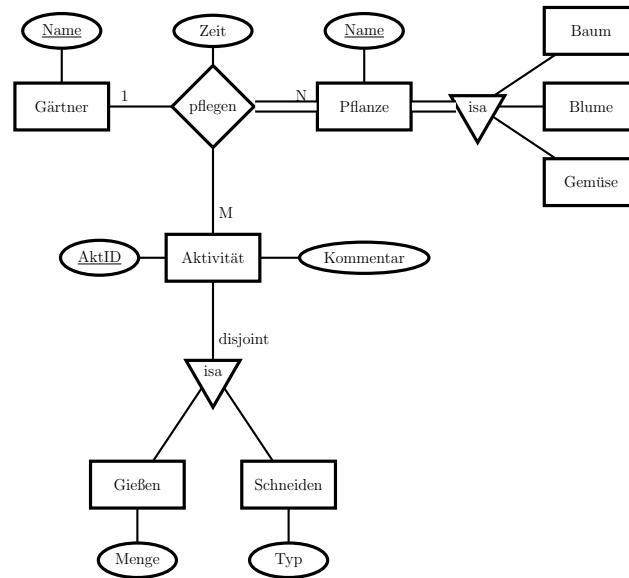 Name
Zeit
Name
Baum
Gärtner
1
pflegen
N
Pflanze
isa
Blume
Gemüse
M
AktID
Aktivität
Kommentar
disjoint
isa
Gießen
Schneiden
Menge
Typ